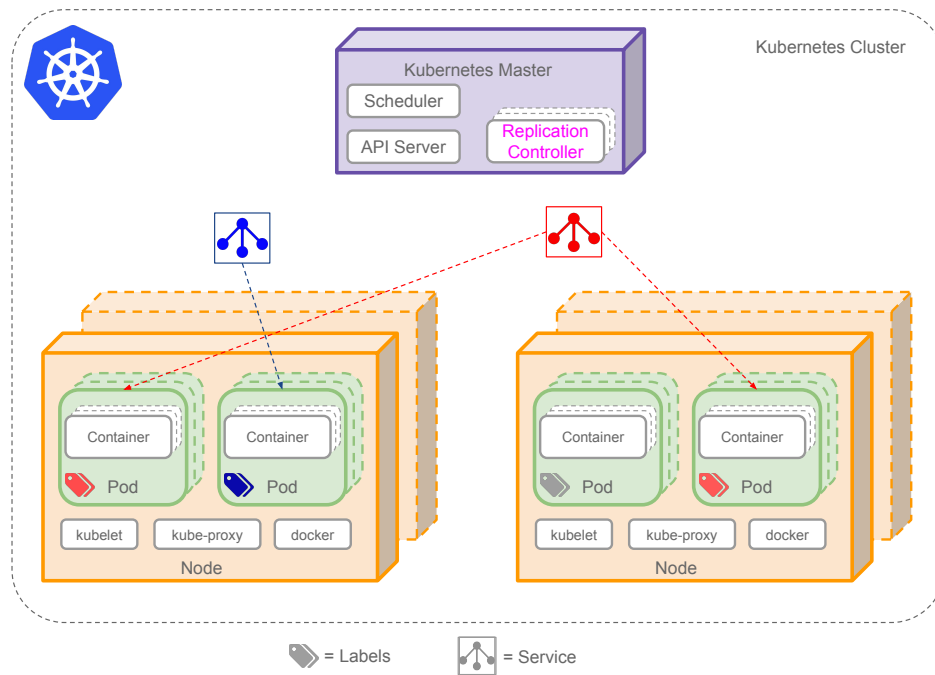 Kubernetes Cluster
Kubernetes Master
Scheduler
API Server
Replication
Controller
Container
Pod
Container
Pod
kubelet
kube-proxy
docker
Node
Container
Pod
Container
Pod
kubelet
kube-proxy
docker
Node
= Labels
= Service